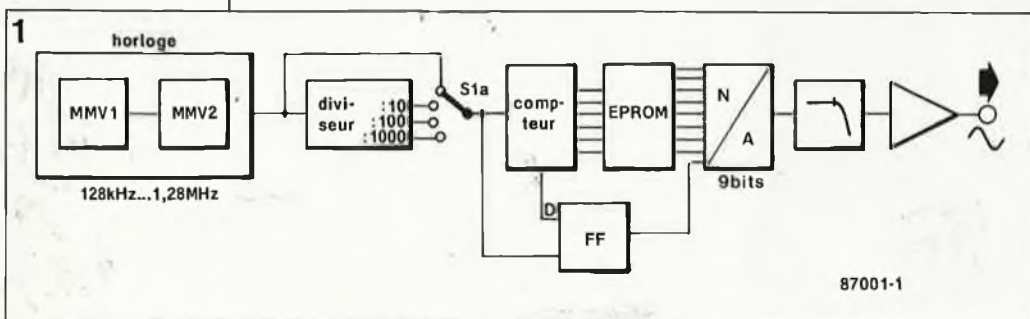 1
horloge
MMV1
MMV2
128kHz...1,28MHz
divi-
seur
:10
:100
:1000
S1a
comp-
teur
EPROM
N
A
9bits
D
FF
87001-1